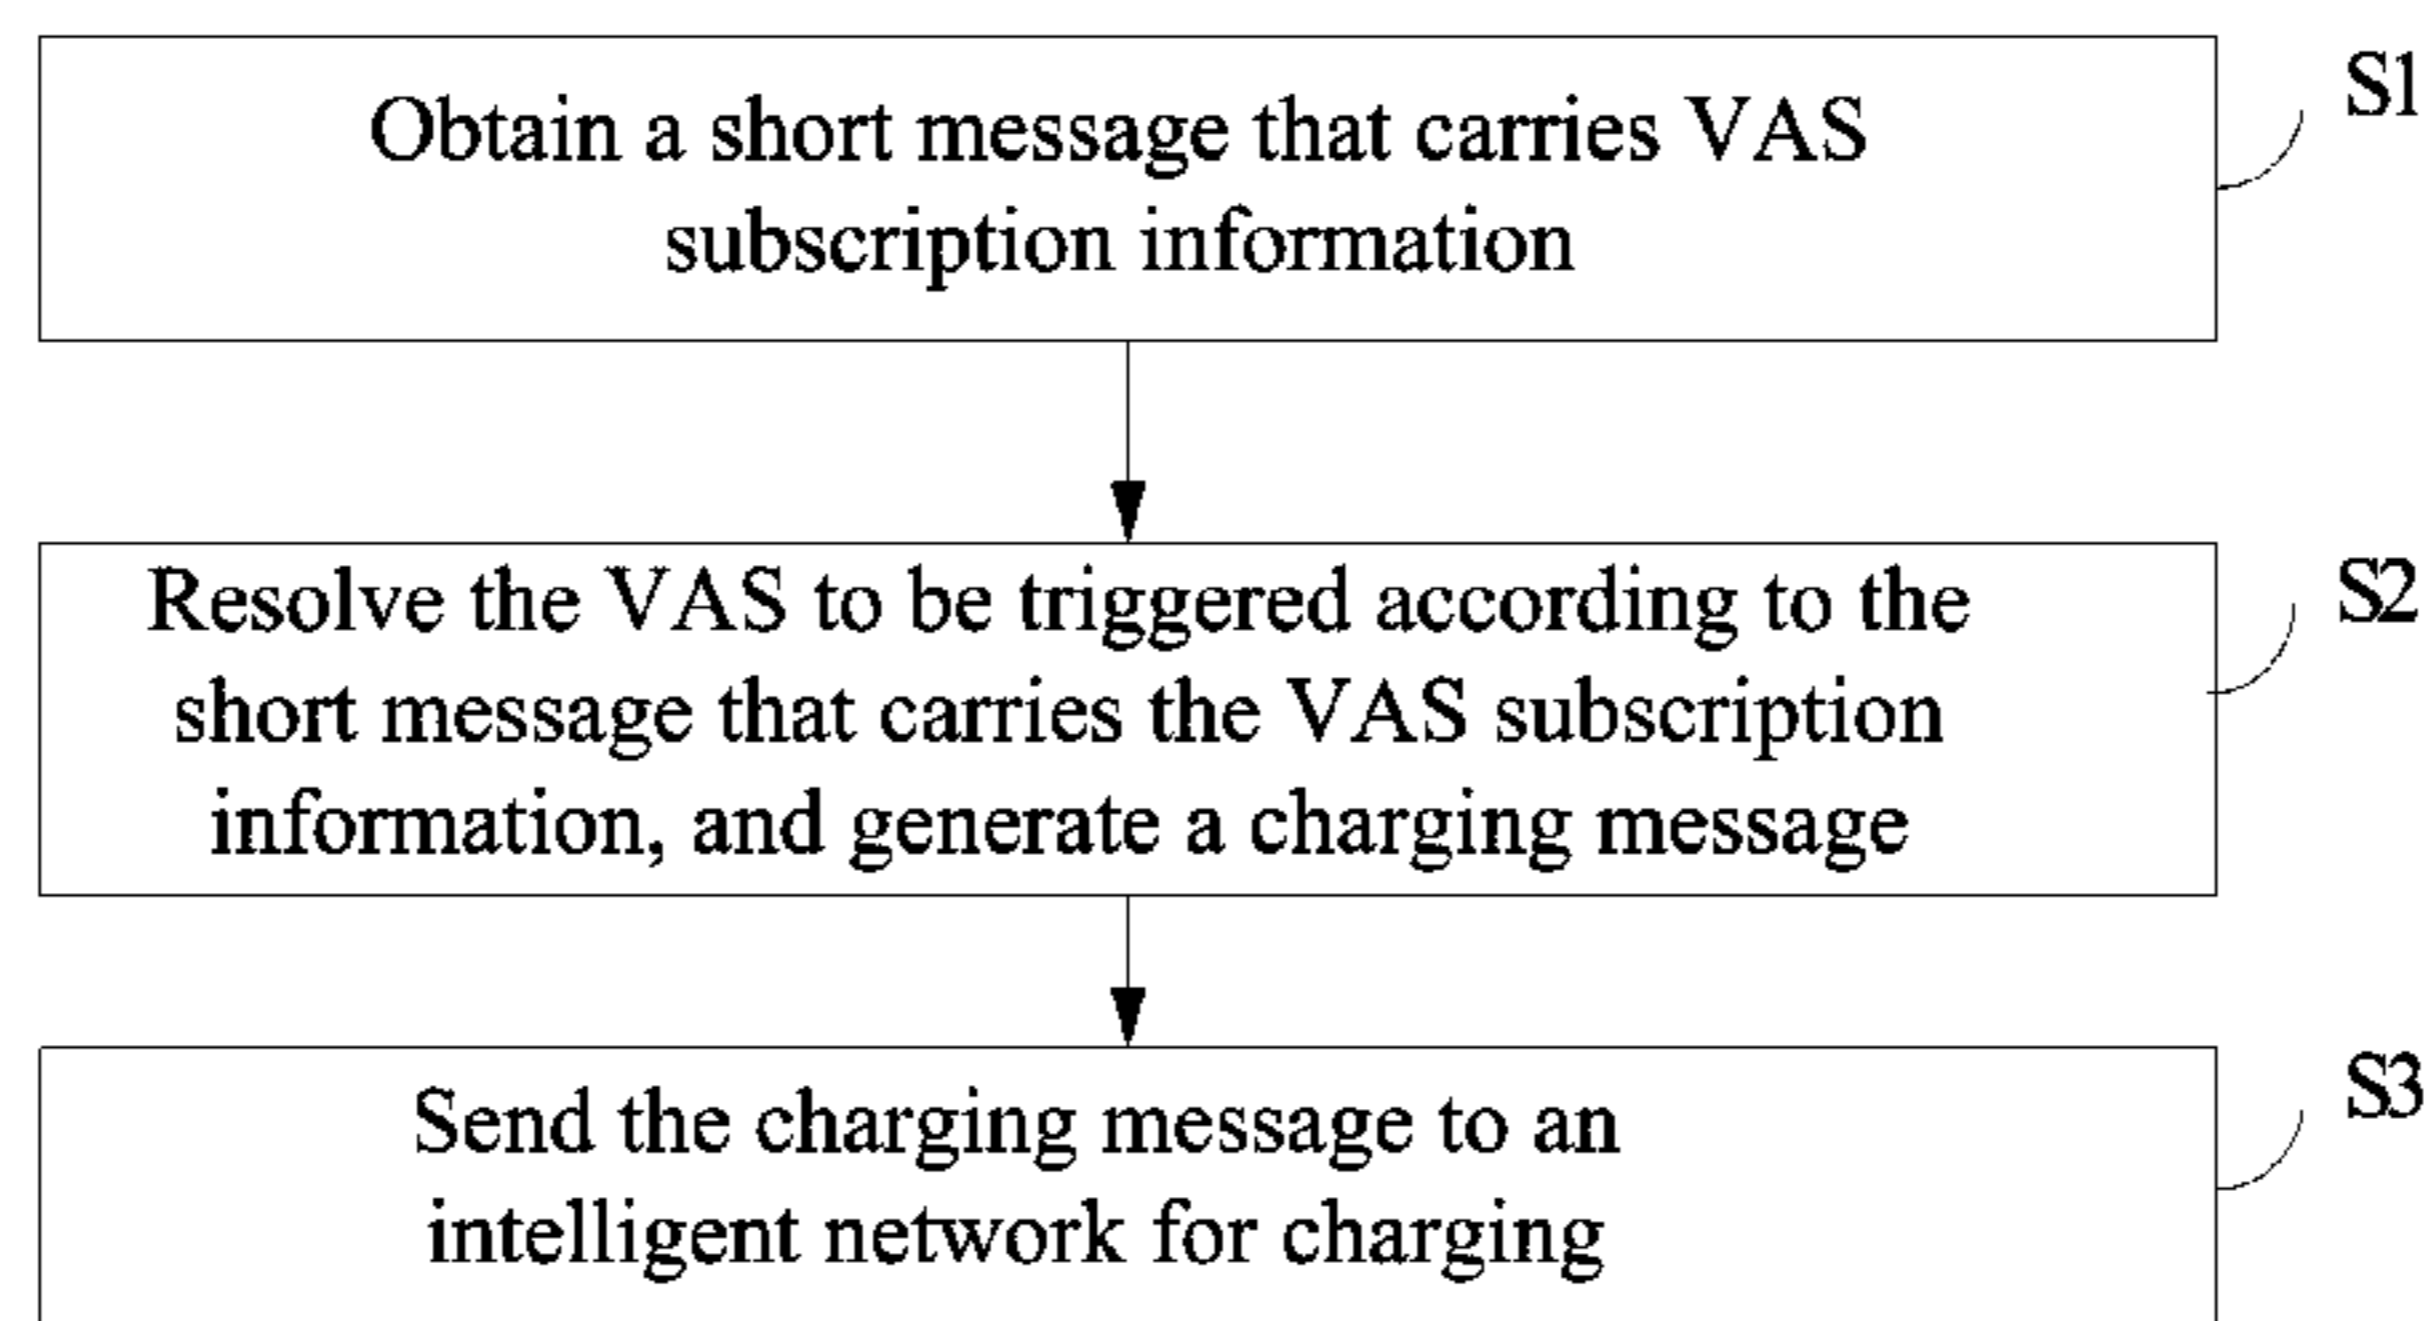 Obtain a short message that carries VAS
subscription information
S1
Resolve the VAS to be triggered according to the
short message that carries the VAS subscription
information, and generate a charging message
S2
Send the charging message to an
intelligent network for charging
S3